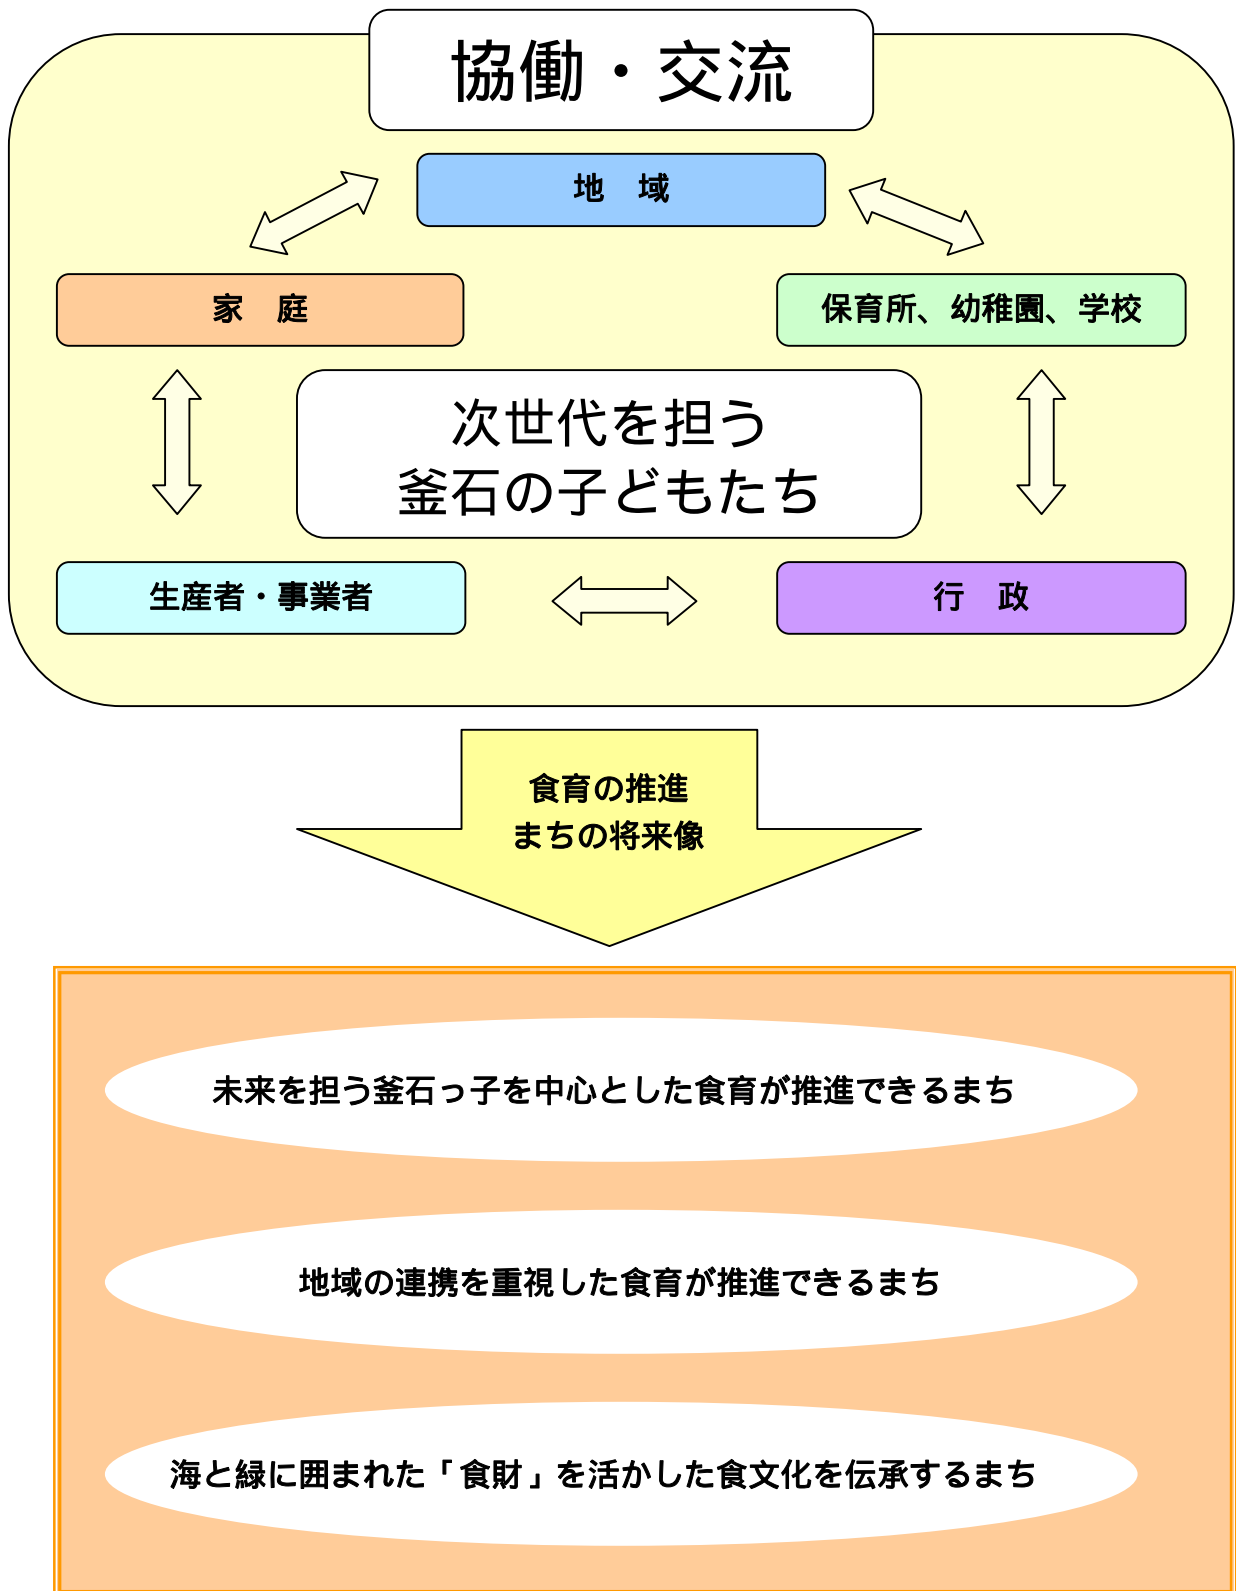 協働・交流
地　域
家　庭
保育所、幼稚園、学校
次世代を担う
釜石の子どもたち
生産者・事業者
行　政
食育の推進
まちの将来像
未来を担う釜石っ子を中心とした食育が推進できるまち
地域の連携を重視した食育が推進できるまち
海と緑に囲まれた「食財」を活かした食文化を伝承するまち